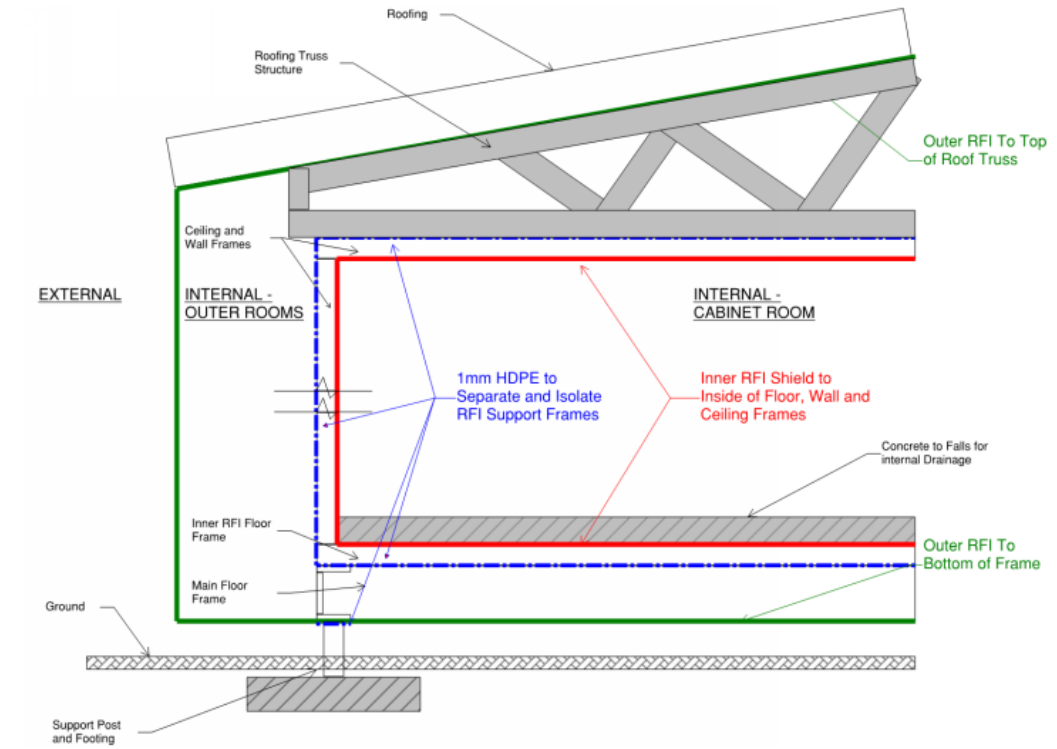 Roofing
Roofing Truss
Structure
Outer RFI To Top
of Roof Truss
Ceiling and
Wall Frames
EXTERNAL
INTERNAL -
OUTER ROOMS
INTERNAL -
CABINET ROOM
1mm HDPE to
Separate and Isolate
RFI Support Frames
Inner RFI Shield to
Inside of Floor, Wall and
Ceiling Frames
Concrete to Falls for
internal Drainage
Inner RFI Floor
Frame
Outer RFI To
Bottom of Frame
Main Floor
Frame
Ground
Support Post
and Footing